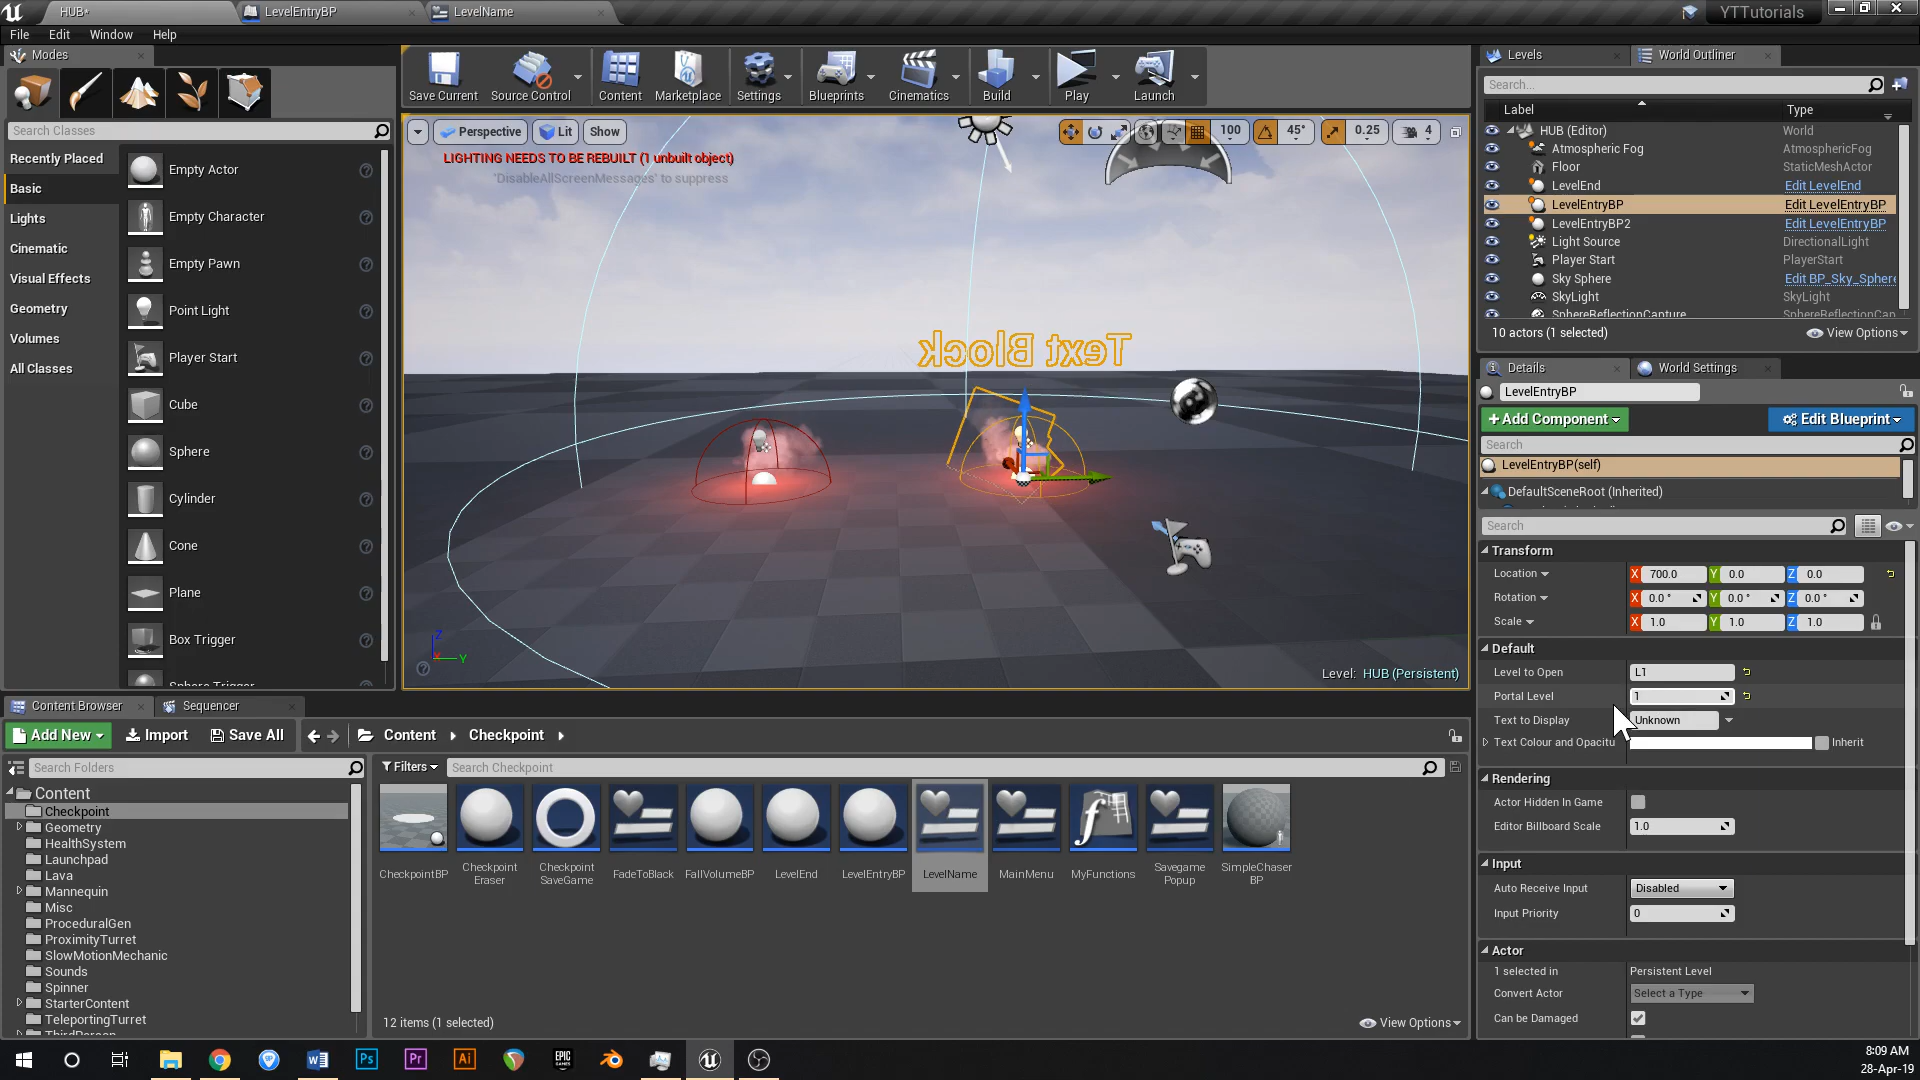 HUB*
LevelEntryBP
LevelName
YTTutorials
File
Edit
Window
Help
Modes
Search Classes
Recently Placed
Basic
Lights
Cinematic
Visual Effects
Geometry
Volumes
All Classes
Empty Actor
Empty Character
Empty Pawn
Point Light
Player Start
Cube
Sphere
Cylinder
Cone
Plane
Box Trigger
Save Current
Source Control
Content
Marketplace
Settings
Blueprints
Cinematics
Build
Play
Launch
Perspective
Lit
Show
100
45°
0.25
4
LIGHTING NEEDS TO BE REBUILT (1 unbuilt object)
'DisableAllScreenMessages' to suppress
Text Block
Z
X
Y
Level: HUB (Persistent)
Levels
World Outliner
Search...
Label
Type
HUB (Editor)
World
Atmospheric Fog
AtmosphericFog
Floor
StaticMeshActor
LevelEnd
Edit LevelEnd
LevelEntryBP
Edit LevelEntryBP
LevelEntryBP2
Edit LevelEntryBP
Light Source
DirectionalLight
Player Start
PlayerStart
Sky Sphere
Edit BP_Sky_Sphere
SkyLight
SkyLight
SphereReflectionCapture
SphereReflectionCap
10 actors (1 selected)
View Options
Details
World Settings
LevelEntryBP
+Add Component
Edit Blueprint
Search
LevelEntryBP(self)
DefaultSceneRoot (Inherited)
Search
Transform
Location
X 700.0 Y 0.0 Z 0.0
Rotation
X 0.0 ° Y 0.0 ° Z 0.0 °
Scale
X 1.0 Y 1.0 Z 1.0
Default
Level to Open
L1
Portal Level
1
Text to Display
Unknown
Text Colour and Opacitu
Inherit
Rendering
Actor Hidden In Game
Editor Billboard Scale
1.0
Input
Auto Receive Input
Disabled
Input Priority
0
Actor
1 selected in
Persistent Level
Convert Actor
Select a Type
Can be Damaged
Content Browser
Sequencer
Add New
Import
Save All
Content
Checkpoint
Search Folders
Filters
Search Checkpoint
Content
Checkpoint
Geometry
HealthSystem
Launchpad
Lava
Mannequin
Misc
ProceduralGen
ProximityTurret
SlowMotionMechanic
Sounds
Spinner
StarterContent
TeleportingTurret
CheckpointBP
Checkpoint
Eraser
Checkpoint
SaveGame
FadeToBlack
FallVolumeBP
LevelEnd
LevelEntryBP
LevelName
MainMenu
MyFunctions
Savegame
Popup
SimpleChaser
BP
12 items (1 selected)
View Options
Ps
Pr
Ai
EPIC
GAMES
8:09 AM
28-Apr-19